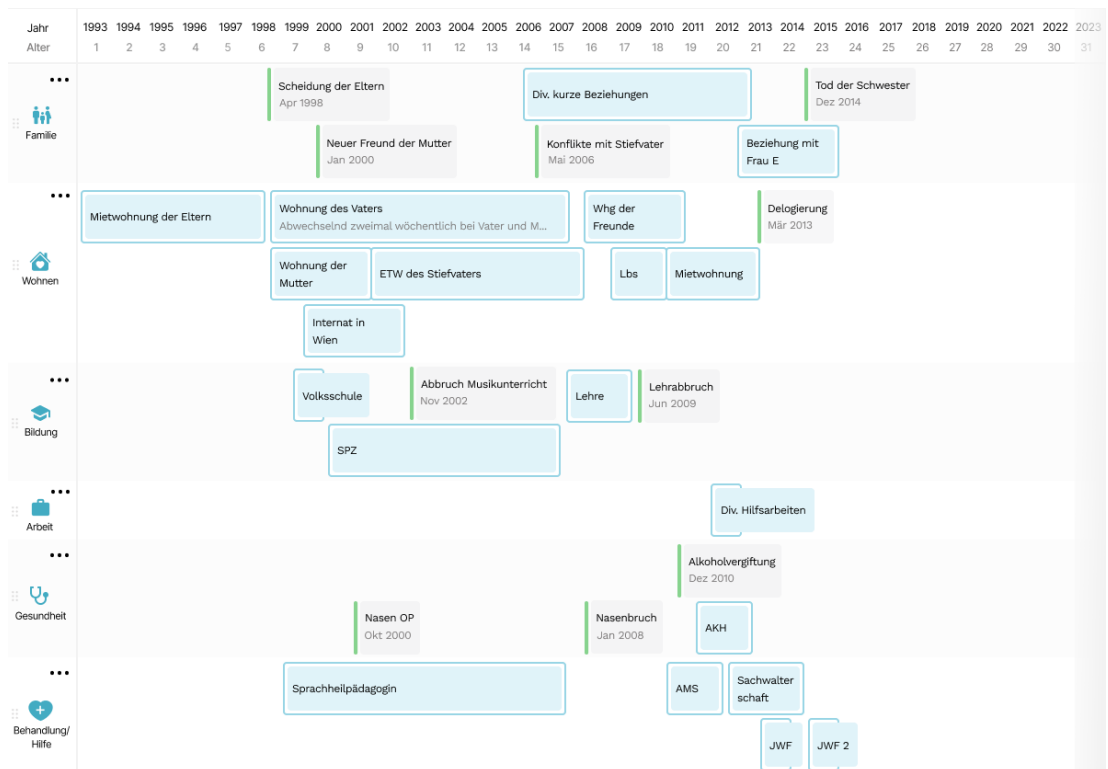 Jahr 1993 1994 1995 1996 1997 1998 1999 2000 2001 2002 2003 2004 2005 2006 2007 2008 2009 2010 2011 2012 2013 2014 2015 2016 2017 2018 2019 2020 2021 2022 2023
Alter 1 2 3 4 5 6 7 8 9 10 11 12 13 14 15 16 17 18 19 20 21 22 23 24 25 26 27 28 29 30 31
Familie
Scheidung der Eltern
Apr 1998
Div. kurze Beziehungen
Tod der Schwester
Dez 2014
Neuer Freund der Mutter
Jan 2000
Konflikte mit Stiefvater
Mai 2006
Beziehung mit
Frau E
Wohnen
Mietwohnung der Eltern
Wohnung des Vaters
Abwechselnd zweimal wöchentlich bei Vater und M...
Whg der
Freunde
Delogierung
Mär 2013
Wohnung der
Mutter
ETW des Stiefvaters
Lbs
Mietwohnung
Internat in
Wien
Bildung
Volksschule
Abbruch Musikunterricht
Nov 2002
Lehre
Lehrabbruch
Jun 2009
SPZ
Arbeit
Div. Hilfsarbeiten
Gesundheit
Alkoholvergiftung
Dez 2010
Nasen OP
Okt 2000
Nasenbruch
Jan 2008
AKH
Behandlung/
Hilfe
Sprachheilpädagogin
AMS
Sachwalter
schaft
JWF
JWF 2